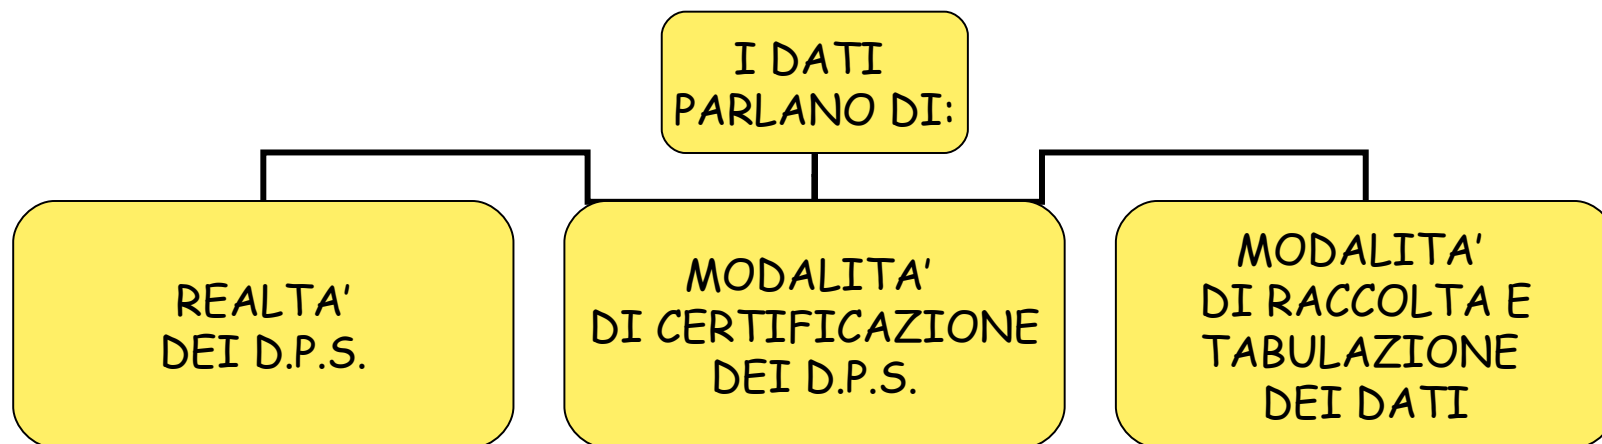 I DATI
PARLANO DI:
REALTA'
DEI D.P.S.
MODALITA'
DI CERTIFICAZIONE
DEI D.P.S.
MODALITA'
DI RACCOLTA E
TABULAZIONE
DEI DATI